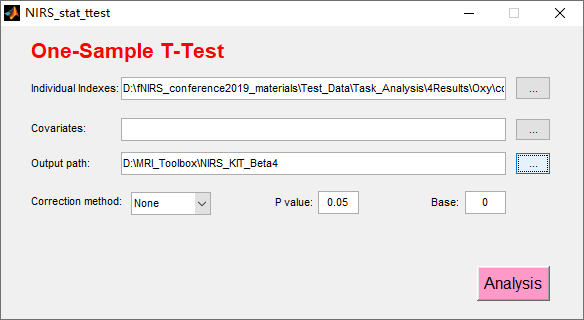 NIRS_stat_ttest
One-Sample T-Test
Individual Indexes: D:\fNIRS_conference2019_materials\Test_Data\Task_Analysis\4Results\Oxy\cc ...
Covariates: ...
Output path: D:\MRI_Toolbox\NIRS_KIT_Beta4 ...
Correction method: None P value: 0.05 Base: 0
Analysis